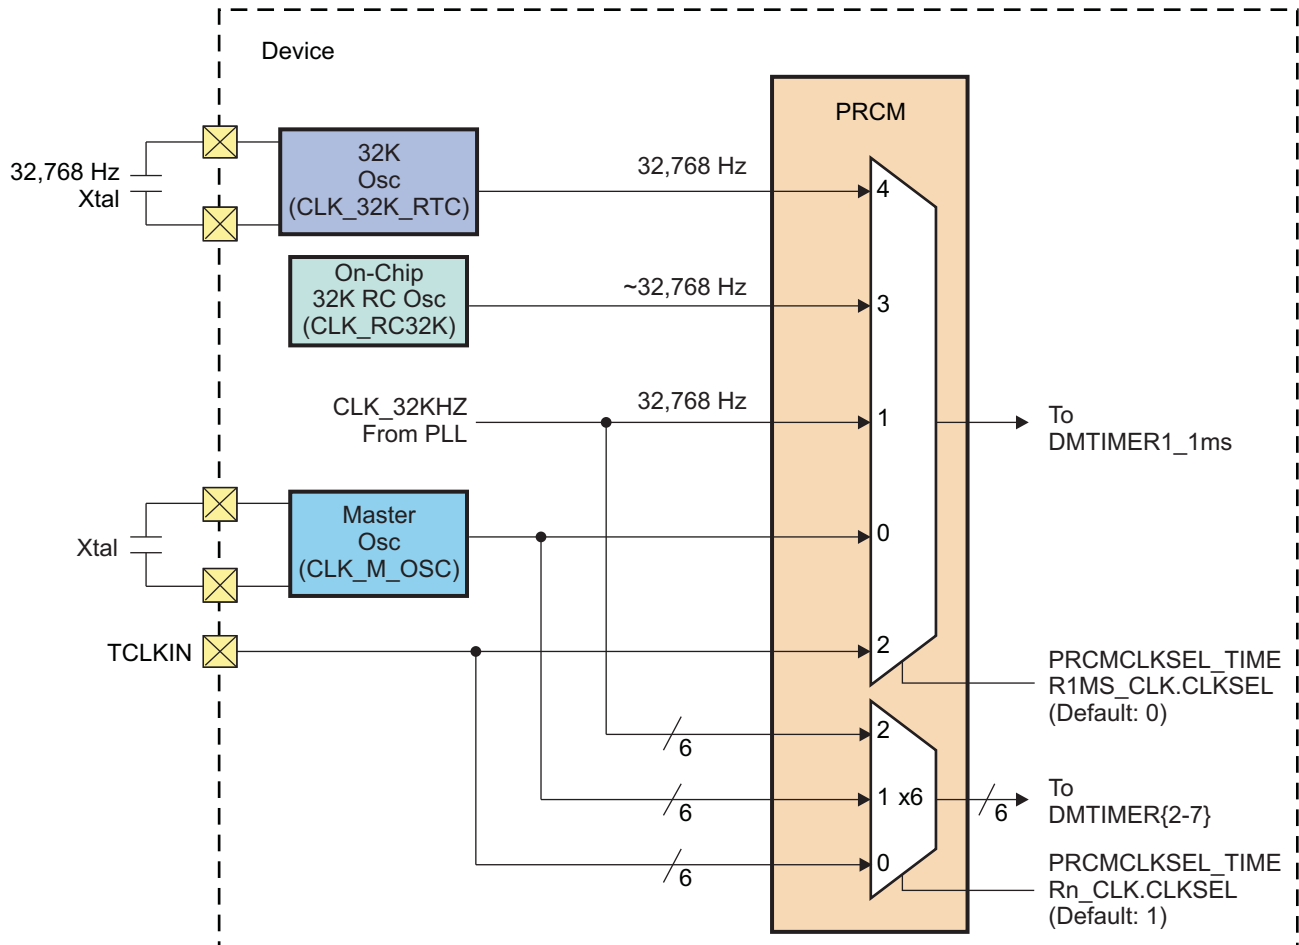 Device
PRCM
32,768 Hz
Xtal
32K
Osc
(CLK_32K_RTC)
32,768 Hz
4
On-Chip
32K RC Osc
(CLK_RC32K)
~32,768 Hz
3
CLK_32KHZ
From PLL
32,768 Hz
1
To
DMTIMER1_1ms
Xtal
Master
Osc
(CLK_M_OSC)
0
TCLKIN
2
PRCMCLKSEL_TIME
R1MS_CLK.CLKSEL
(Default: 0)
6
2
6
1 x6
6
To
DMTIMER{2-7}
6
0
PRCMCLKSEL_TIME
Rn_CLK.CLKSEL
(Default: 1)